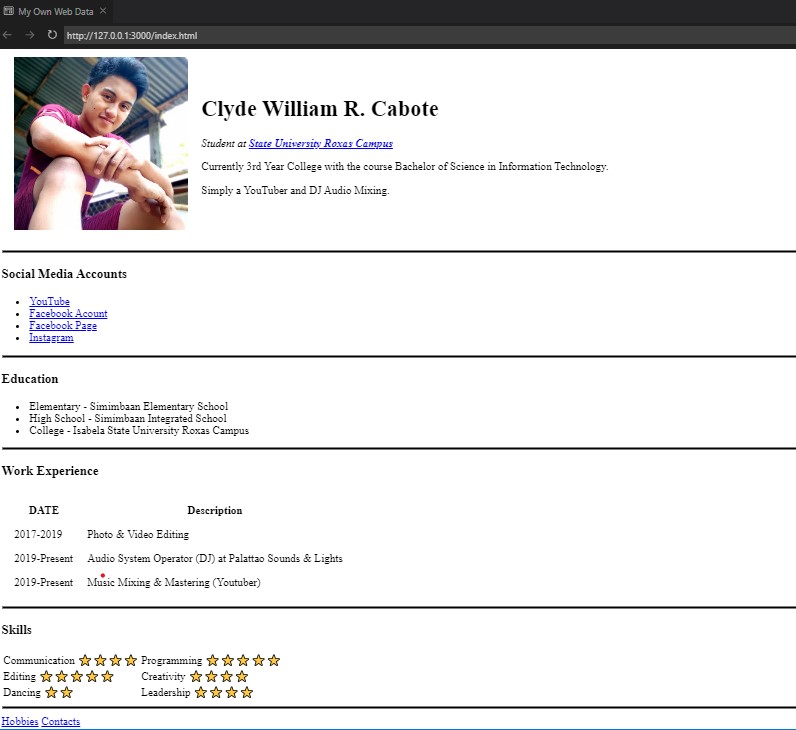 My Own Web Data
http://127.0.0.1:3000/index.html
Clyde William R. Cabote
Student at State University Roxas Campus
Currently 3rd Year College with the course Bachelor of Science in Information Technology.
Simply a YouTuber and DJ Audio Mixing.
Social Media Accounts
YouTube
Facebook Acount
Facebook Page
Instagram
Education
Elementary - Simimbaan Elementary School
High School - Simimbaan Integrated School
College - Isabela State University Roxas Campus
Work Experience
DATE Description
2017-2019 Photo & Video Editing
2019-Present Audio System Operator (DJ) at Palattao Sounds & Lights
2019-Present Music Mixing & Mastering (Youtuber)
Skills
Communication Programming
Editing Creativity
Dancing Leadership
Hobbies Contacts